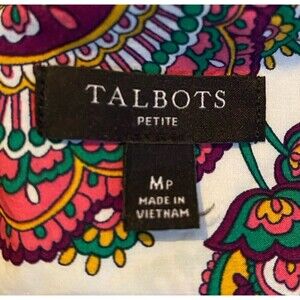 TALBOTS
PETITE
MP
MADE IN
VIETNAM